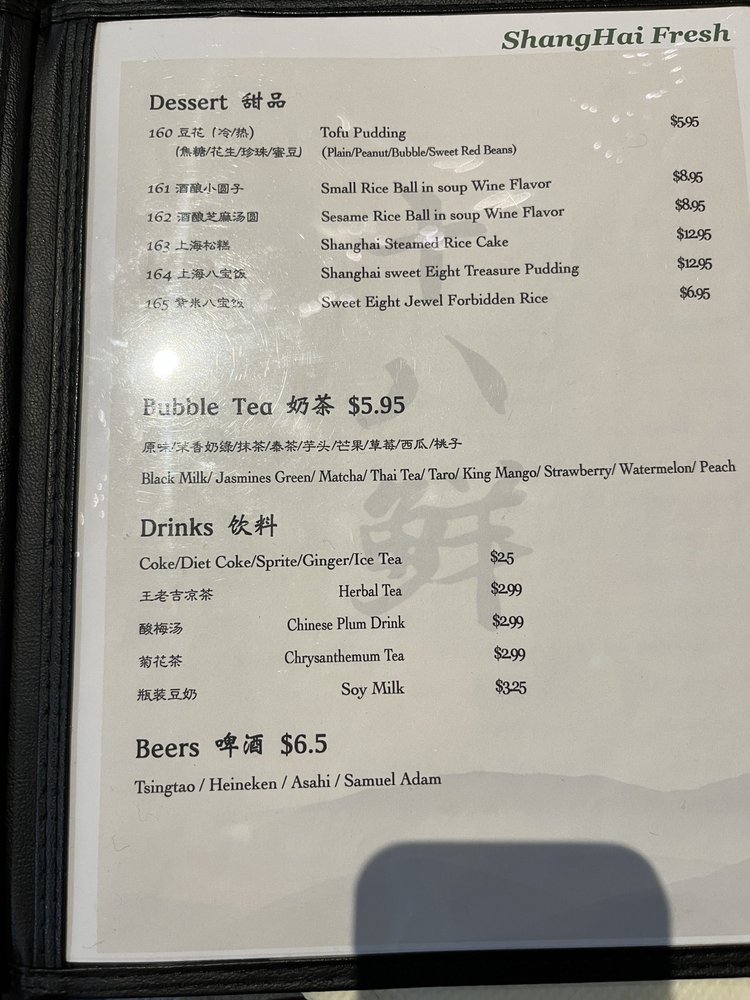 ShangHai Fresh
Dessert 甜品
160 豆花 (冷/热) Tofu Pudding $5.95
(焦糖/花生/珍珠/蜜豆) (Plain/Peanut/Bubble/Sweet Red Beans)
161 酒酿小圆子 Small Rice Ball in soup Wine Flavor $8.95
162 酒酿芝麻汤圆 Sesame Rice Ball in soup Wine Flavor $8.95
163 上海松糕 Shanghai Steamed Rice Cake $12.95
164 上海八宝饭 Shanghai sweet Eight Treasure Pudding $12.95
165 紫米八宝饭 Sweet Eight Jewel Forbidden Rice $6.95
十八鲜
Bubble Tea 奶茶 $5.95
原味/茉香奶绿/抹茶/泰茶/芋头/芒果/草莓/西瓜/桃子
Black Milk/ Jasmines Green/ Matcha/ Thai Tea/ Taro/ King Mango/ Strawberry/ Watermelon/ Peach
Drinks 饮料
Coke/Diet Coke/Sprite/Ginger/Ice Tea $2.5
王老吉凉茶 Herbal Tea $2.99
酸梅汤 Chinese Plum Drink $2.99
菊花茶 Chrysanthemum Tea $2.99
瓶装豆奶 Soy Milk $3.25
Beers 啤酒 $6.5
Tsingtao / Heineken / Asahi / Samuel Adam